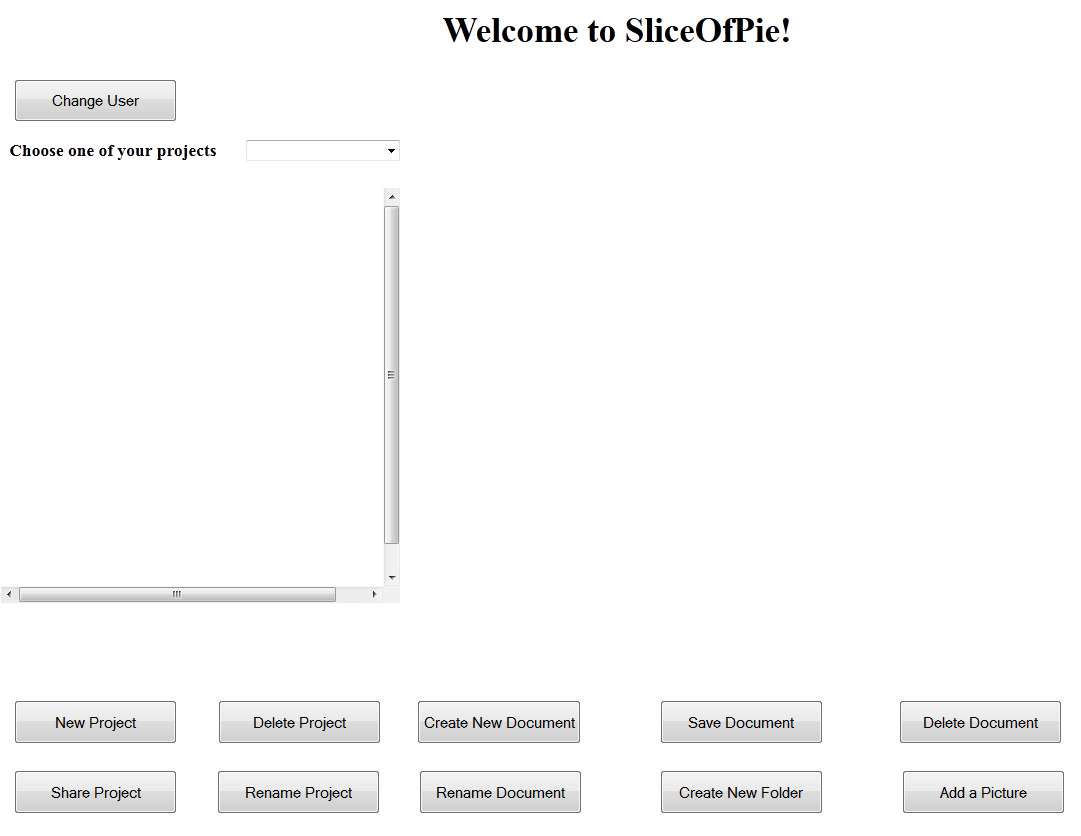 Welcome to SliceOfPie!
Change User
Choose one of your projects
New Project
Delete Project
Create New Document
Save Document
Delete Document
Share Project
Rename Project
Rename Document
Create New Folder
Add a Picture